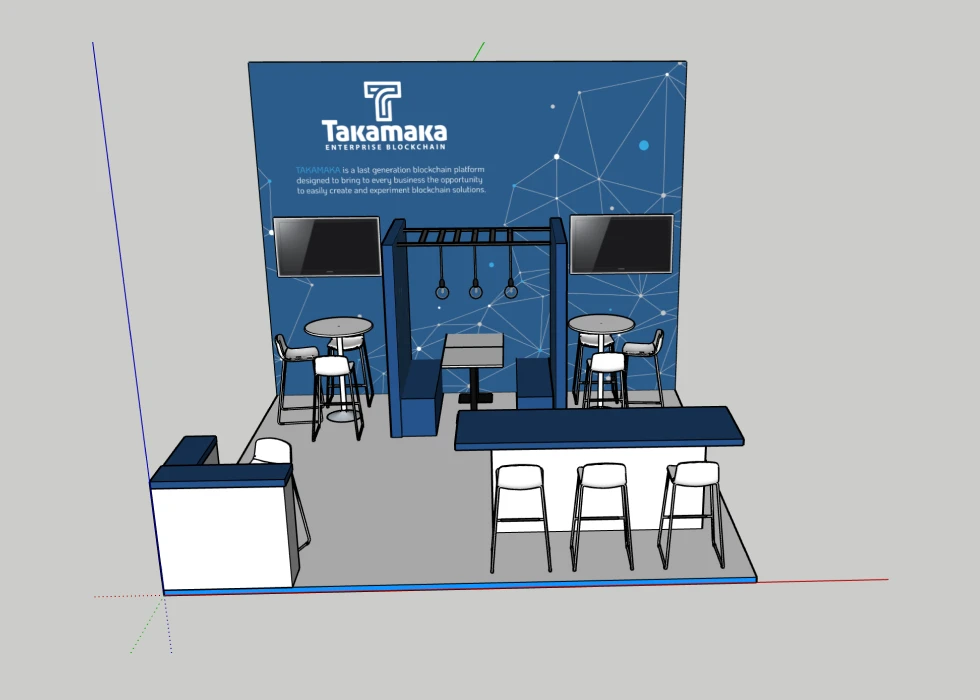 TAKAMAKA
ENTERPRISE BLOCKCHAIN
TAKAMAKA is a last generation blockchain platform
designed to bring to every business the opportunity
to easily create and experiment blockchain solutions.